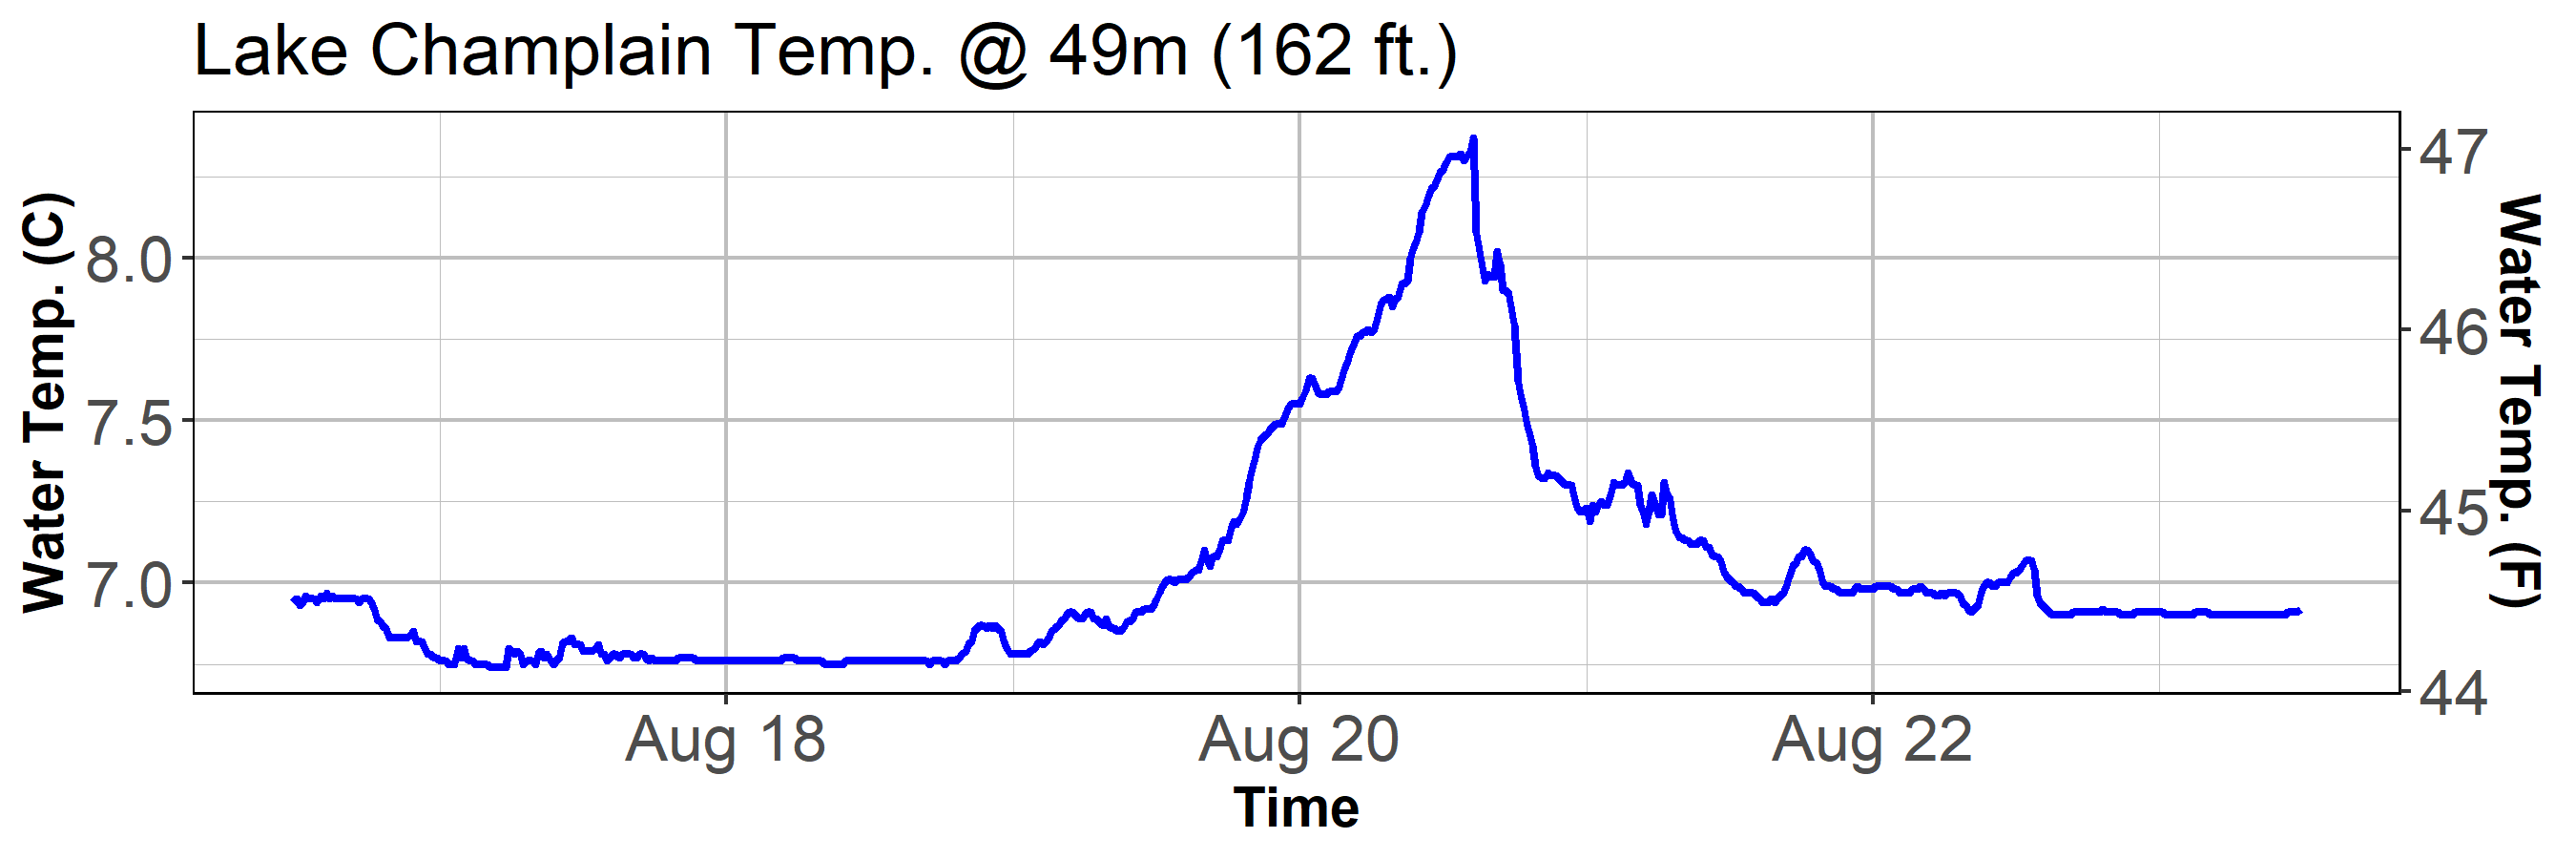 Lake Champlain Temp. @ 49m (162 ft.)
Water Temp. (C)
8.0
7.5
7.0
47
46
45
44
Water Temp. (F)
Aug 18 Aug 20 Aug 22
Time